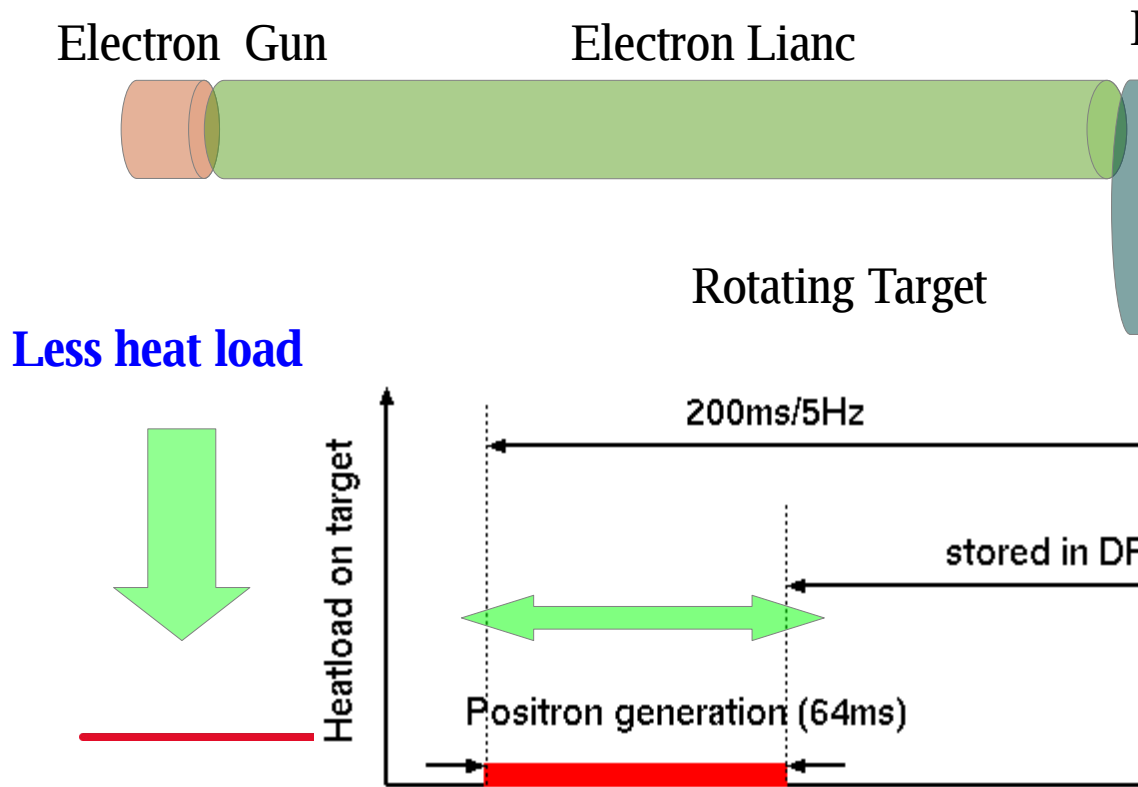 Electron Gun
Electron Lianc
Rotating Target
Less heat load
200ms/5Hz
Heatload on target
stored in
Positron generation (64ms)